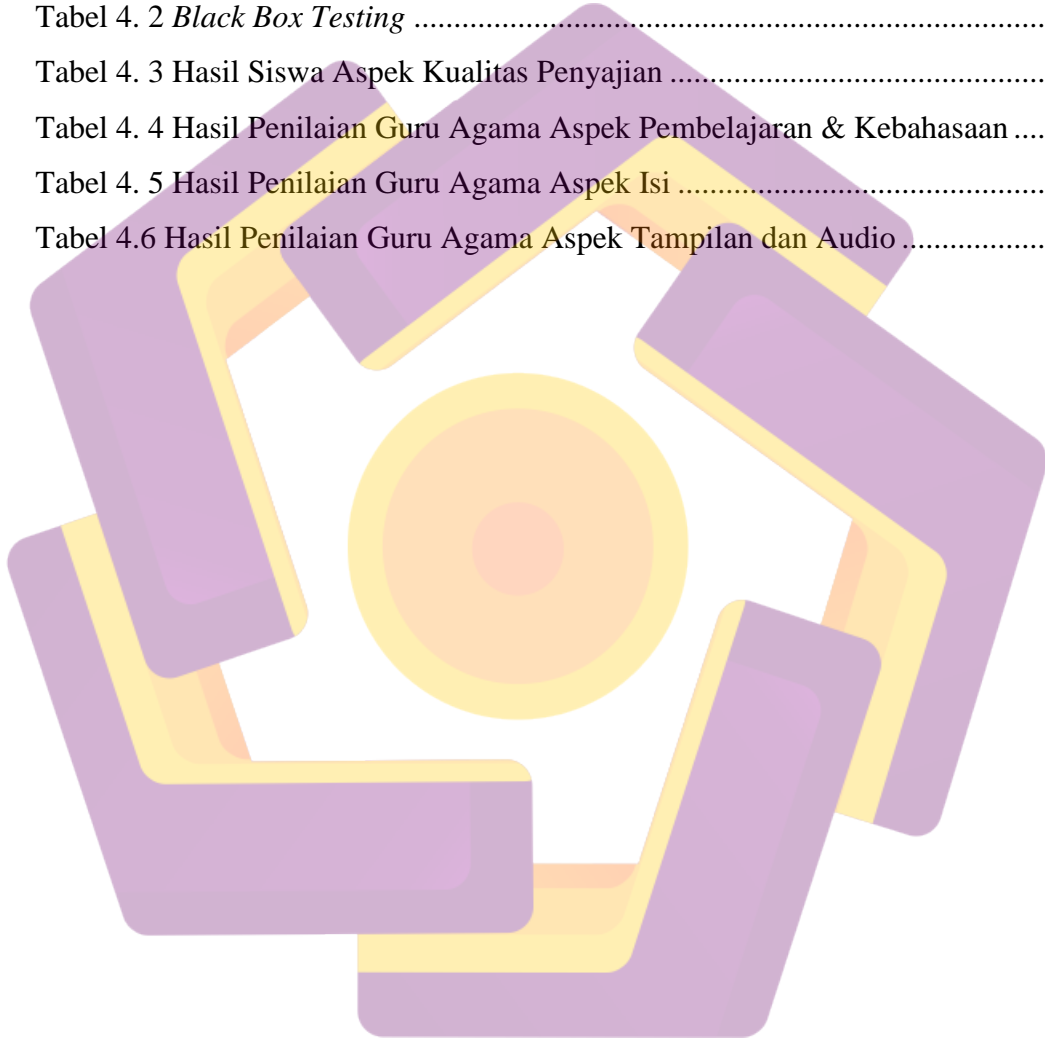 Tabel 4. 2 Black Box Testing ................................................................................
Tabel 4. 3 Hasil Siswa Aspek Kualitas Penyajian ................................................
Tabel 4. 4 Hasil Penilaian Guru Agama Aspek Pembelajaran & Kebahasaan ....
Tabel 4. 5 Hasil Penilaian Guru Agama Aspek Isi ...............................................
Tabel 4.6 Hasil Penilaian Guru Agama Aspek Tampilan dan Audio ..................